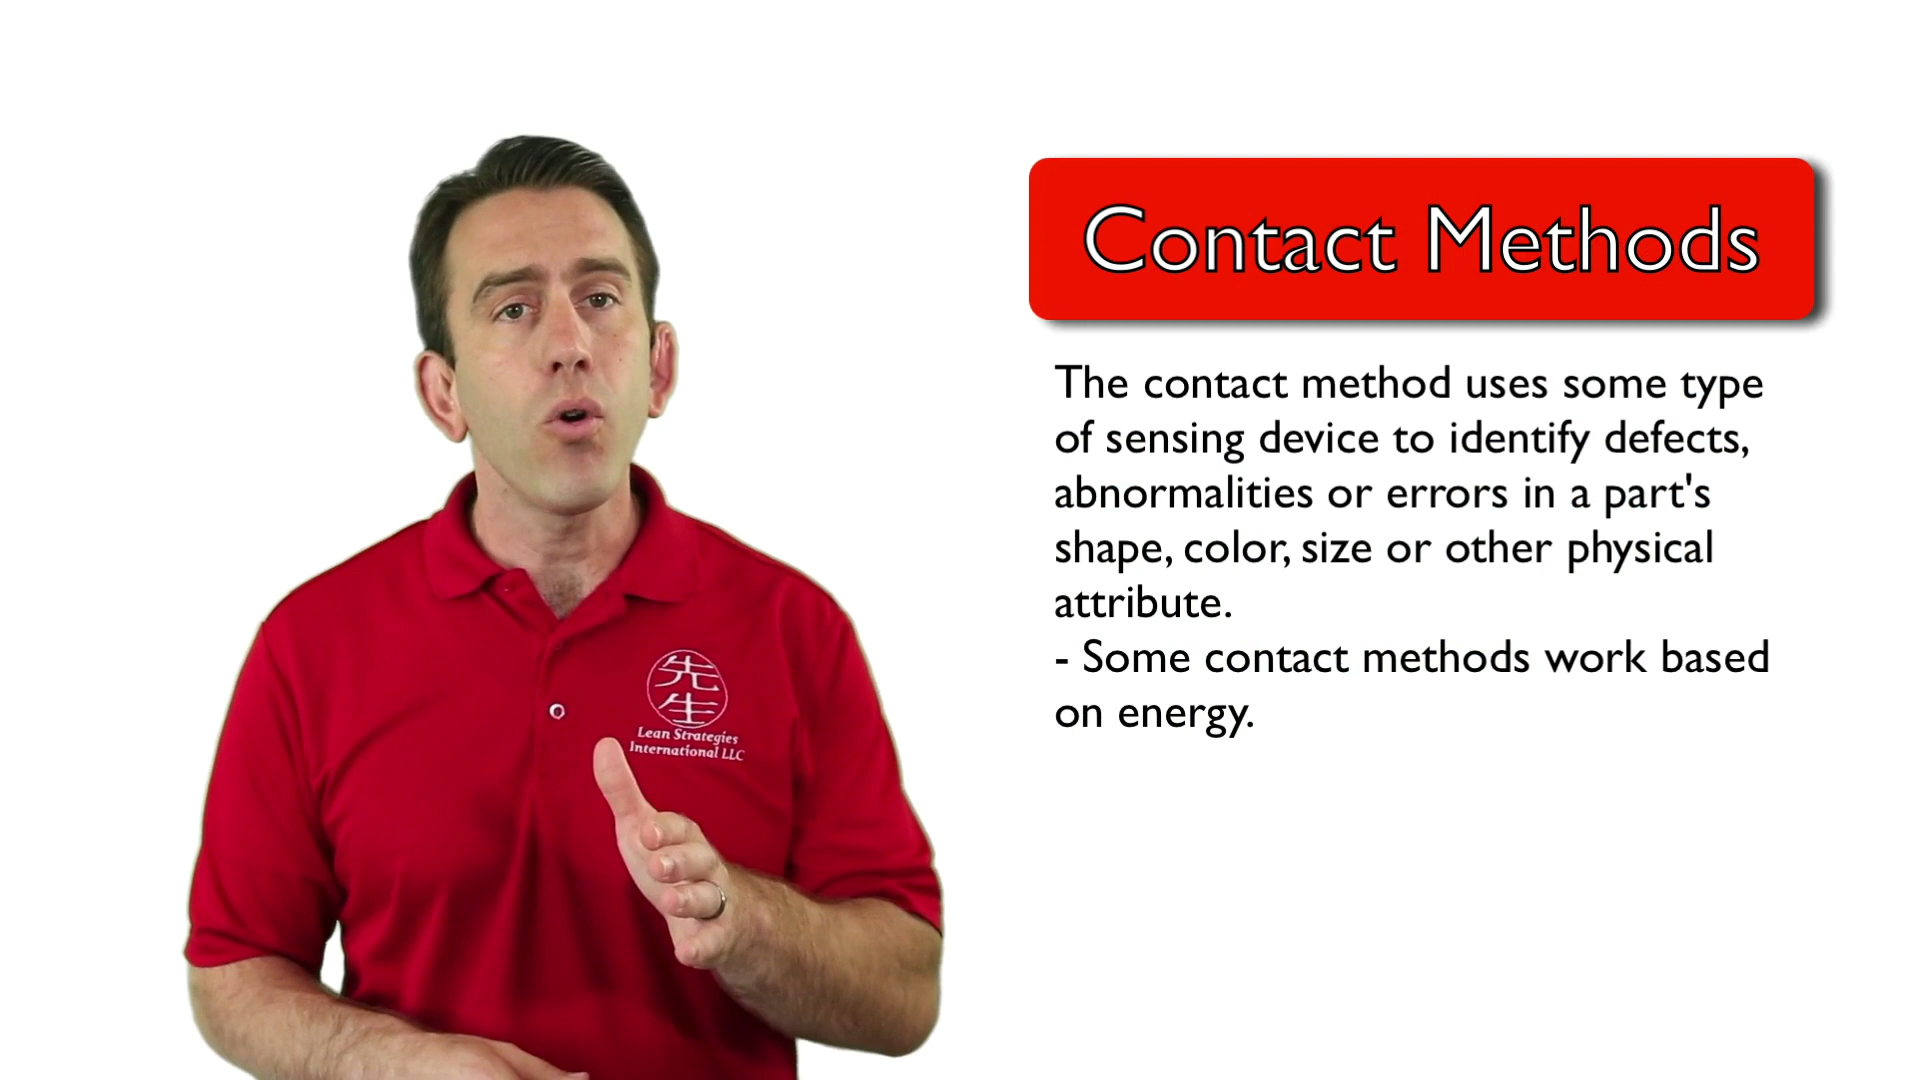 Contact Methods
The contact method uses some type
of sensing device to identify defects,
abnormalities or errors in a part's
shape, color, size or other physical
attribute.
- Some contact methods work based
on energy.
先
生
Lean Strategies
International LLC